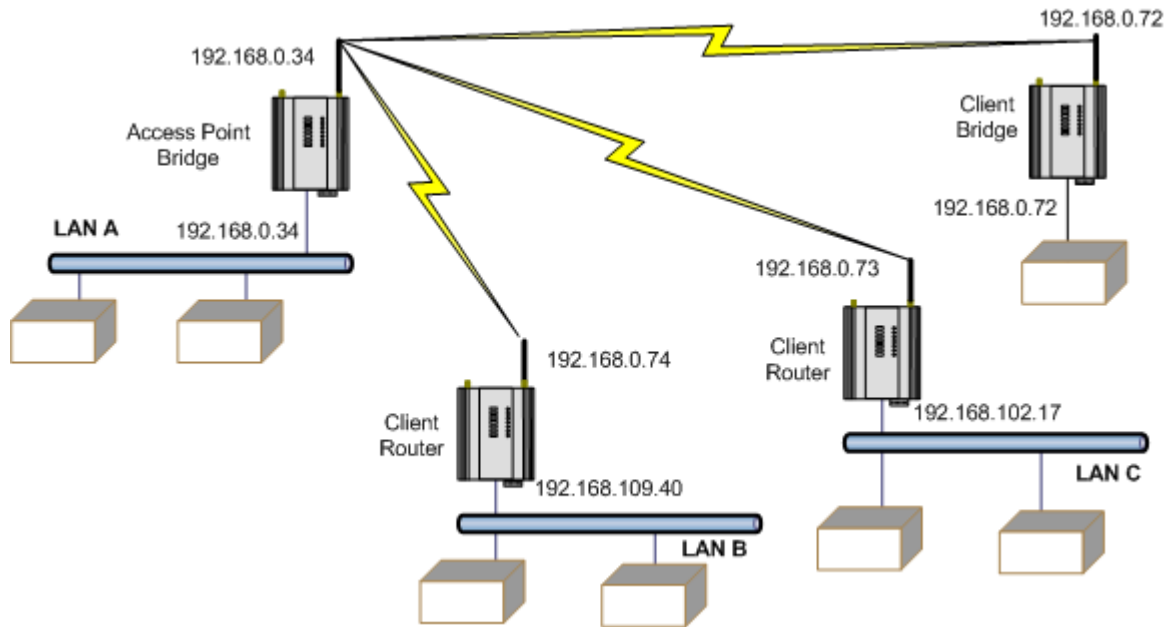 192.168.0.72
192.168.0.34
Client
Bridge
Access Point
Bridge
192.168.0.72
LAN A
192.168.0.34
192.168.0.73
Client
Router
192.168.0.74
192.168.102.17
Client
Router
LAN C
192.168.109.40
LAN B